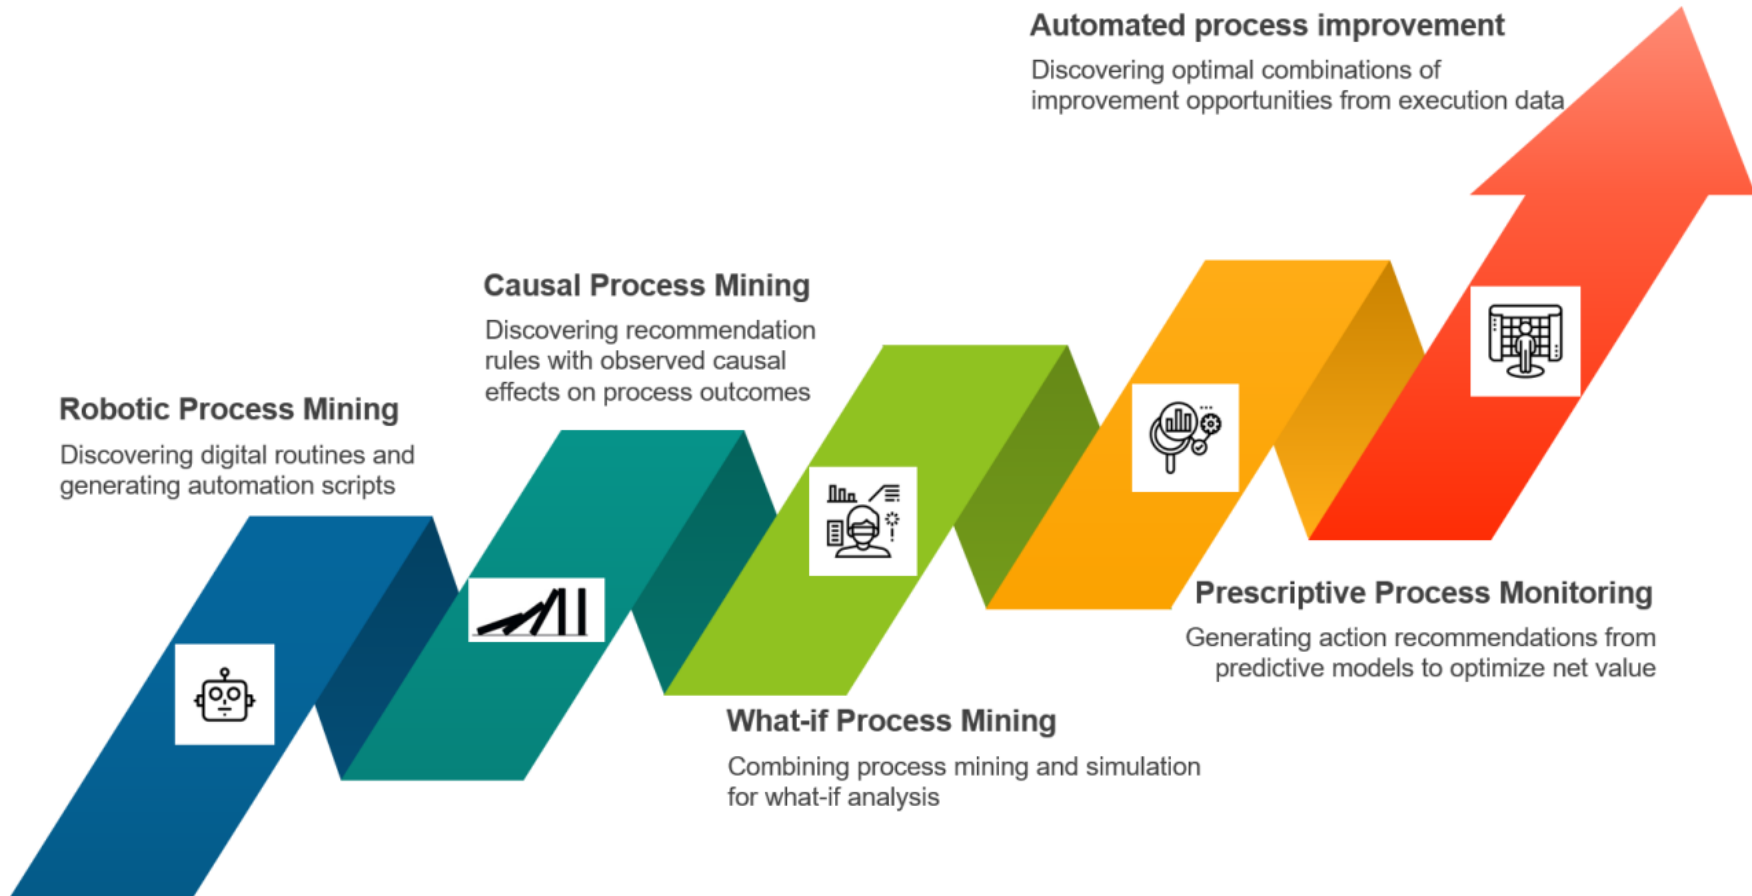 Automated process improvement
Discovering optimal combinations of
improvement opportunities from execution data
Causal Process Mining
Discovering recommendation
rules with observed causal
effects on process outcomes
Robotic Process Mining
Discovering digital routines and
generating automation scripts
Prescriptive Process Monitoring
Generating action recommendations from
predictive models to optimize net value
What-if Process Mining
Combining process mining and simulation
for what-if analysis